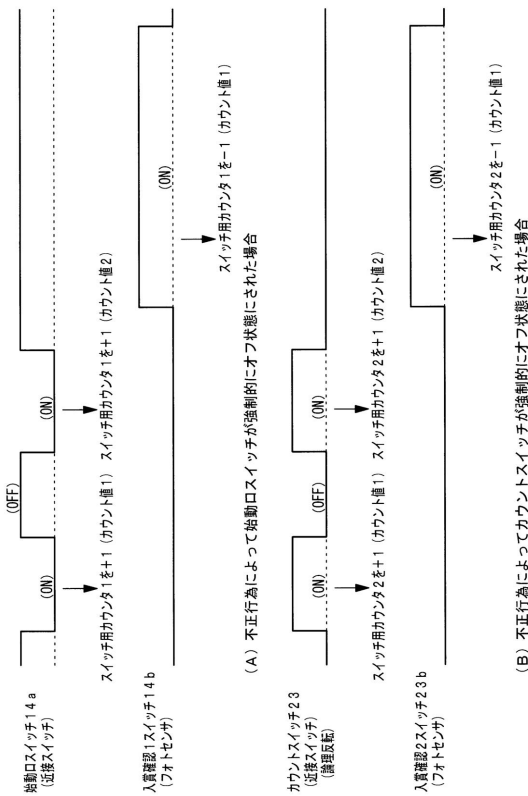 始動口スイッチ14a
(近接スイッチ)
(ON)
(OFF)
(ON)
スイッチ用カウンタ1を+1 (カウント値1)
スイッチ用カウンタ1を+1 (カウント値2)
入賞確認1スイッチ14b
(フォトセンサ)
(ON)
スイッチ用カウンタ1を-1 (カウント値1)
(A) 不正行為によって始動口スイッチが強制的にオフ状態にされた場合
カウントスイッチ23
(近接スイッチ)
(論理反転)
(ON)
(OFF)
(ON)
スイッチ用カウンタ2を+1 (カウント値1)
スイッチ用カウンタ2を+1 (カウント値2)
入賞確認2スイッチ23b
(フォトセンサ)
(ON)
スイッチ用カウンタ2を-1 (カウント値1)
(B) 不正行為によってカウントスイッチが強制的にオフ状態にされた場合